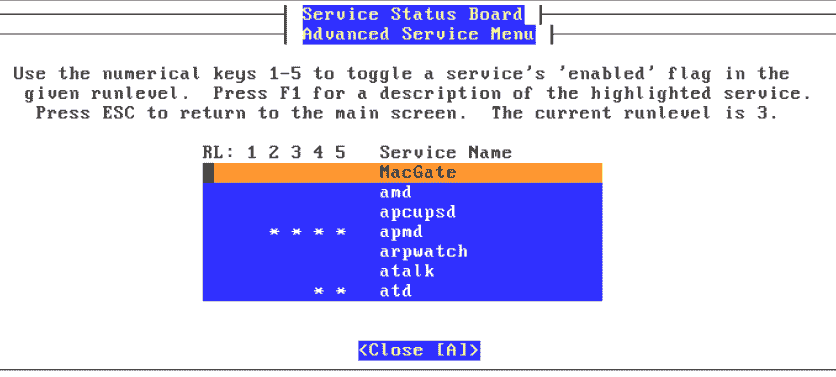 Service Status Board
Advanced Service Menu
Use the numerical keys 1-5 to toggle a service's 'enabled' flag in the
given runlevel.  Press F1 for a description of the highlighted service.
Press ESC to return to the main screen.  The current runlevel is 3.
RL: 1 2 3 4 5   Service Name
MacGate
amd
apcupsd
* * * *   apmd
arpwatch
atalk
* *   atd
<Close [A]>